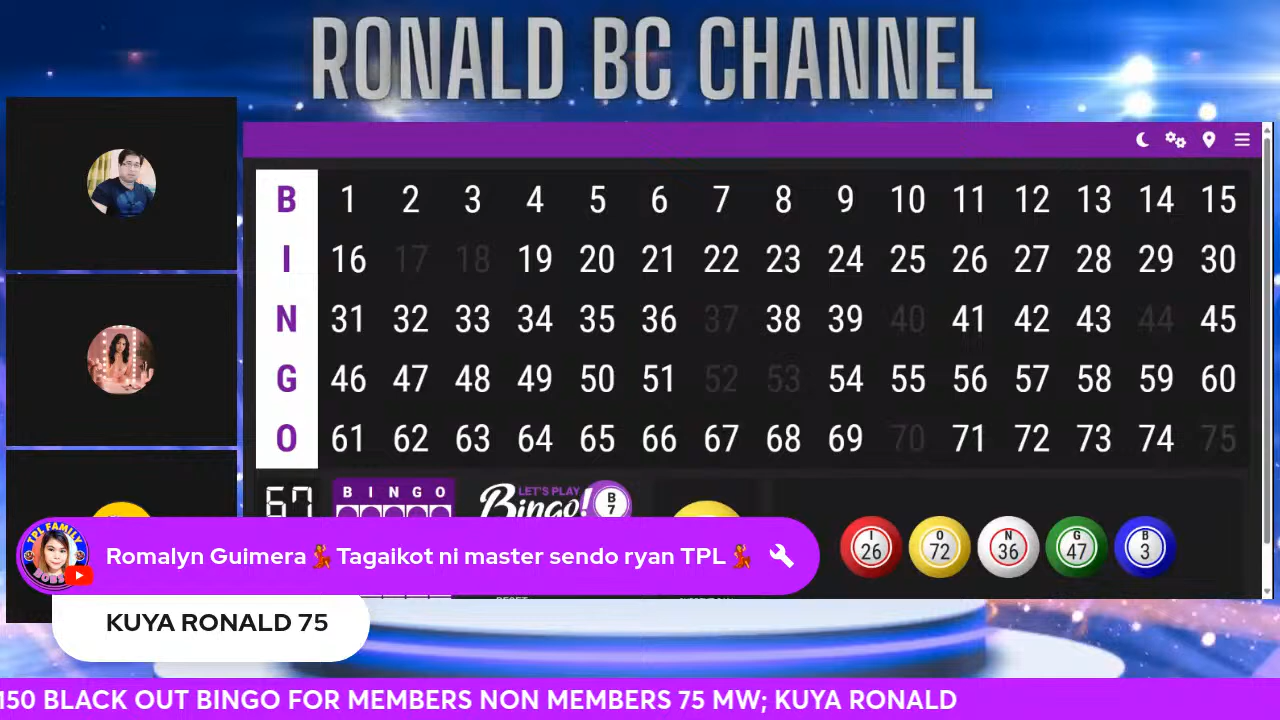 RONALD BC CHANNEL
B 1 2 3 4 5 6 7 8 9 10 11 12 13 14 15
I 16 17 18 19 20 21 22 23 24 25 26 27 28 29 30
N 31 32 33 34 35 36 37 38 39 40 41 42 43 44 45
G 46 47 48 49 50 51 52 53 54 55 56 57 58 59 60
O 61 62 63 64 65 66 67 68 69 70 71 72 73 74 75
67
BINGO
LET'S PLAY
Bingo!
B 7
I 26
O 72
N 36
G 47
B 3
TPL FAMILY
Romalyn Guimera💃Tagaikot ni master sendo ryan TPL💃
KUYA RONALD 75
150 BLACK OUT BINGO FOR MEMBERS NON MEMBERS 75 MW; KUYA RONALD